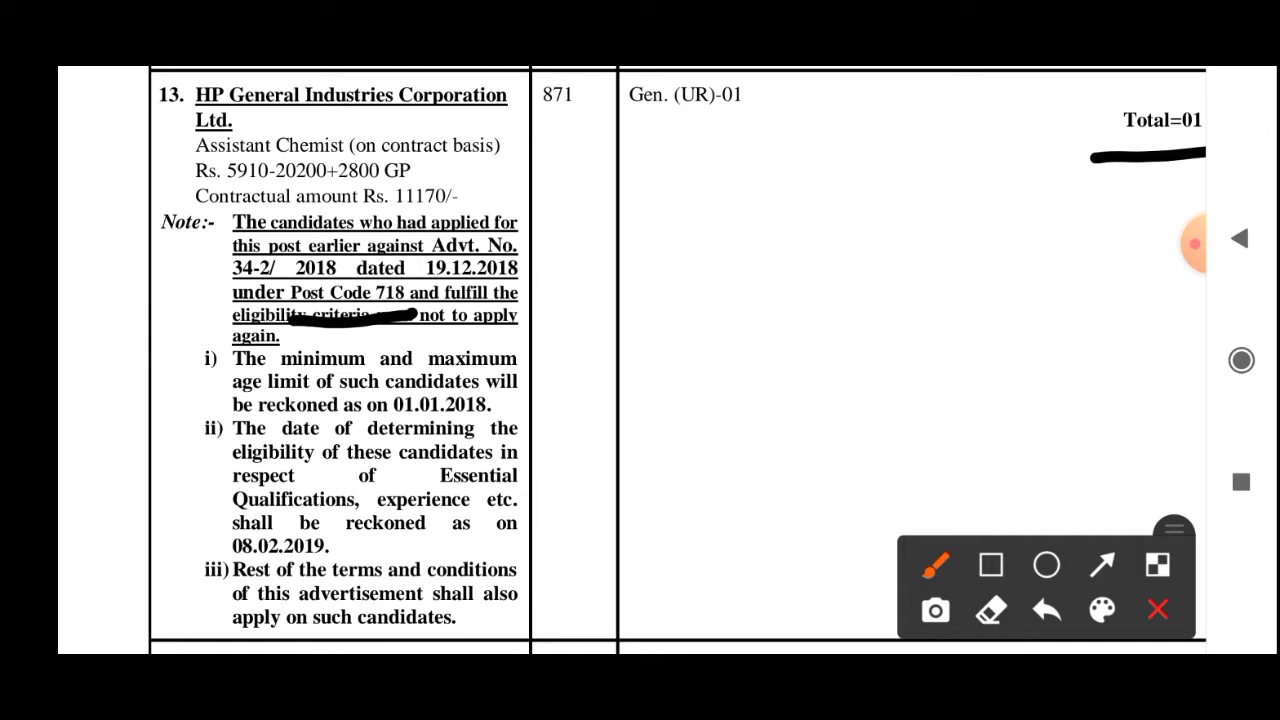 13. HP General Industries Corporation 871 Gen. (UR)-01
Ltd. Total=01
Assistant Chemist (on contract basis)
Rs. 5910-20200+2800 GP
Contractual amount Rs. 11170/-
Note:- The candidates who had applied for
this post earlier against Advt. No.
34-2/ 2018 dated 19.12.2018
under Post Code 718 and fulfill the
eligibility criteria not to apply
again.
i) The minimum and maximum
age limit of such candidates will
be reckoned as on 01.01.2018.
ii) The date of determining the
eligibility of these candidates in
respect of Essential
Qualifications, experience etc.
shall be reckoned as on
08.02.2019.
iii) Rest of the terms and conditions
of this advertisement shall also
apply on such candidates.